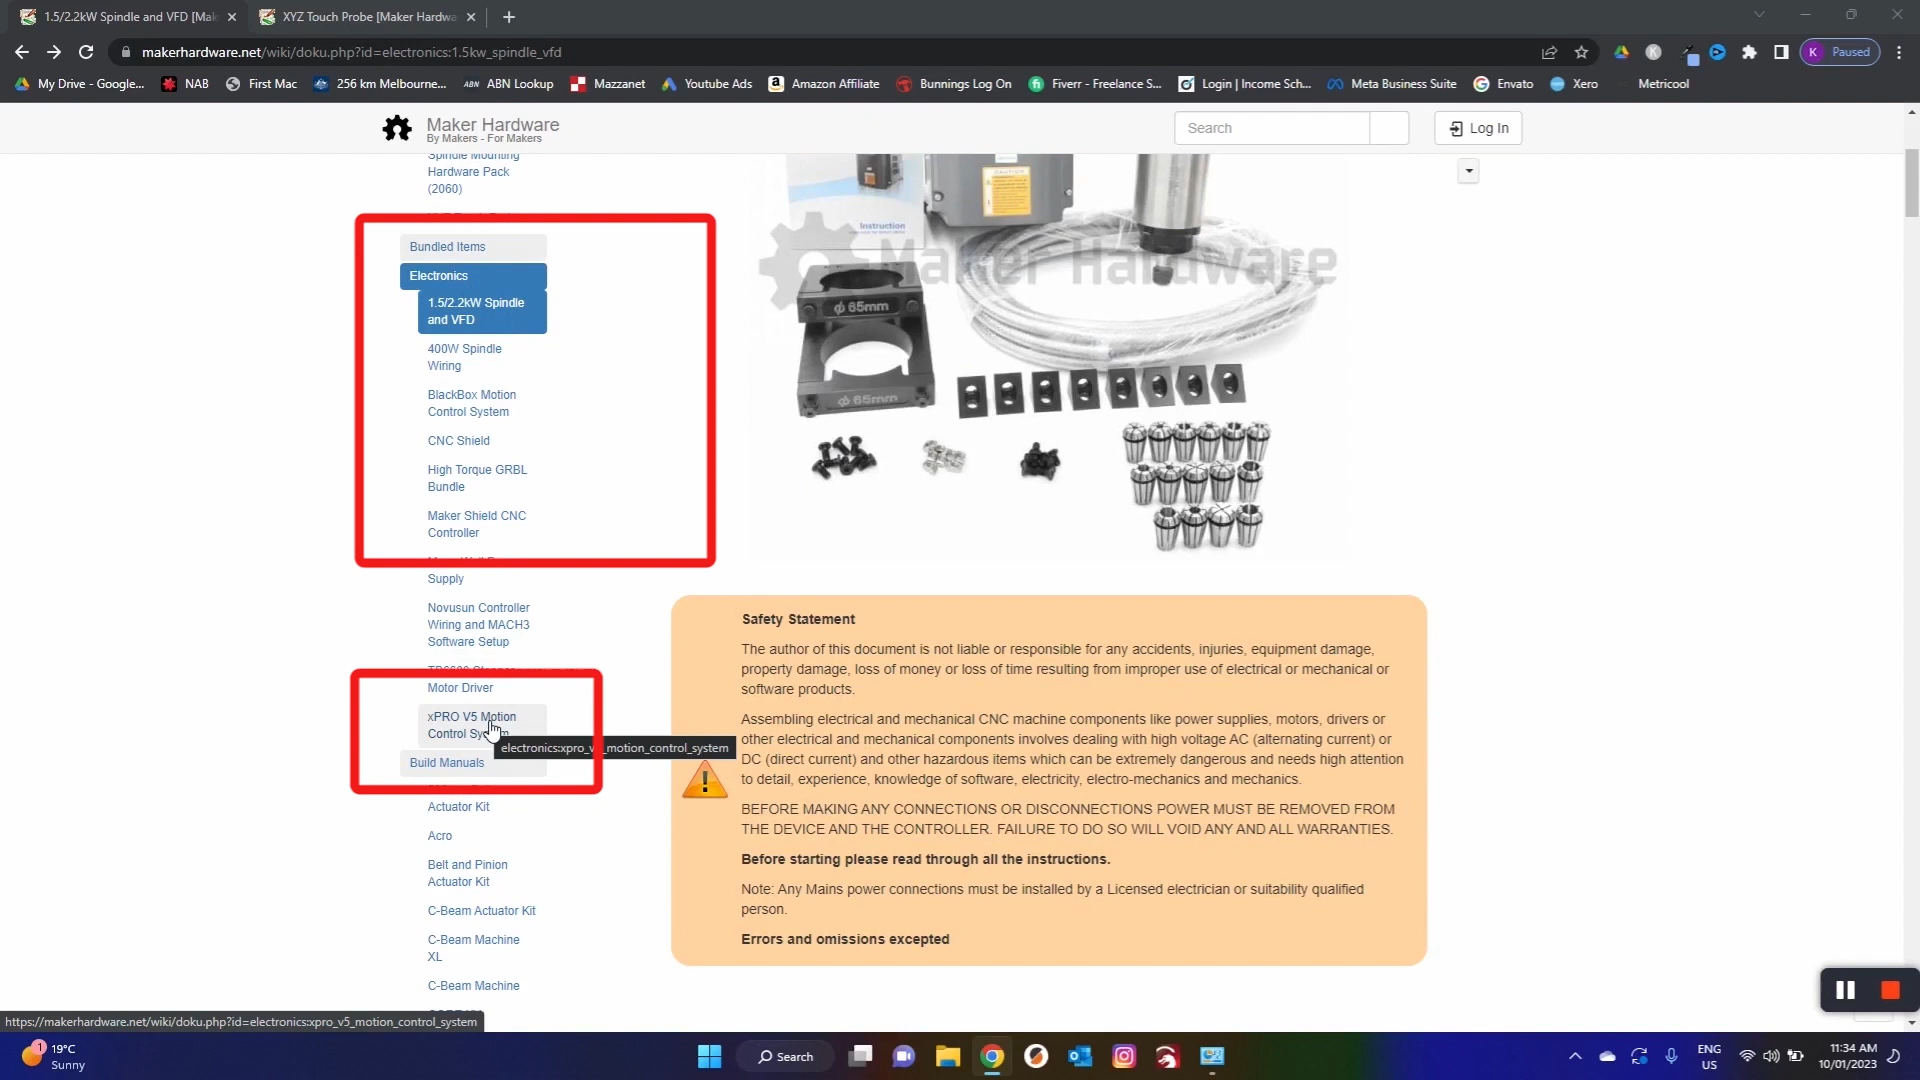 1.5/2.2kW Spindle and VFD [Mak
XYZ Touch Probe [Maker Hardwa
makerhardware.net/wiki/doku.php?id=electronics:1.5kw_spindle_vfd
K Paused
My Drive - Google...
NAB
First Mac
256 km Melbourne...
ABN ABN Lookup
Mazzanet
Youtube Ads
Amazon Affiliate
Bunnings Log On
Fiverr - Freelance S...
Login | Income Sch...
Meta Business Suite
Envato
Xero
Metricool
Maker Hardware
By Makers - For Makers
Search
Log In
Spindle Mounting
Hardware Pack
(2060)
Bundled Items
Electronics
1.5/2.2kW Spindle
and VFD
400W Spindle
Wiring
BlackBox Motion
Control System
CNC Shield
High Torque GRBL
Bundle
Maker Shield CNC
Controller
Supply
Novusun Controller
Wiring and MACH3
Software Setup
TB6600 Stepper
Motor Driver
xPRO V5 Motion
Control System
electronics:xpro_v5_motion_control_system
Build Manuals
Actuator Kit
Acro
Belt and Pinion
Actuator Kit
C-Beam Actuator Kit
C-Beam Machine
XL
C-Beam Machine
Instruction
CAUTION
Maker Hardware
ϕ65mm
ϕ65mm
Safety Statement
The author of this document is not liable or responsible for any accidents, injuries, equipment damage,
property damage, loss of money or loss of time resulting from improper use of electrical or mechanical or
software products.
Assembling electrical and mechanical CNC machine components like power supplies, motors, drivers or
other electrical and mechanical components involves dealing with high voltage AC (alternating current) or
DC (direct current) and other hazardous items which can be extremely dangerous and needs high attention
to detail, experience, knowledge of software, electricity, electro-mechanics and mechanics.
BEFORE MAKING ANY CONNECTIONS OR DISCONNECTIONS POWER MUST BE REMOVED FROM
THE DEVICE AND THE CONTROLLER. FAILURE TO DO SO WILL VOID ANY AND ALL WARRANTIES.
Before starting please read through all the instructions.
Note: Any Mains power connections must be installed by a Licensed electrician or suitability qualified
person.
Errors and omissions excepted
https://makerhardware.net/wiki/doku.php?id=electronics:xpro_v5_motion_control_system
1
19°C
Sunny
Search
ENG
US
11:34 AM
10/01/2023